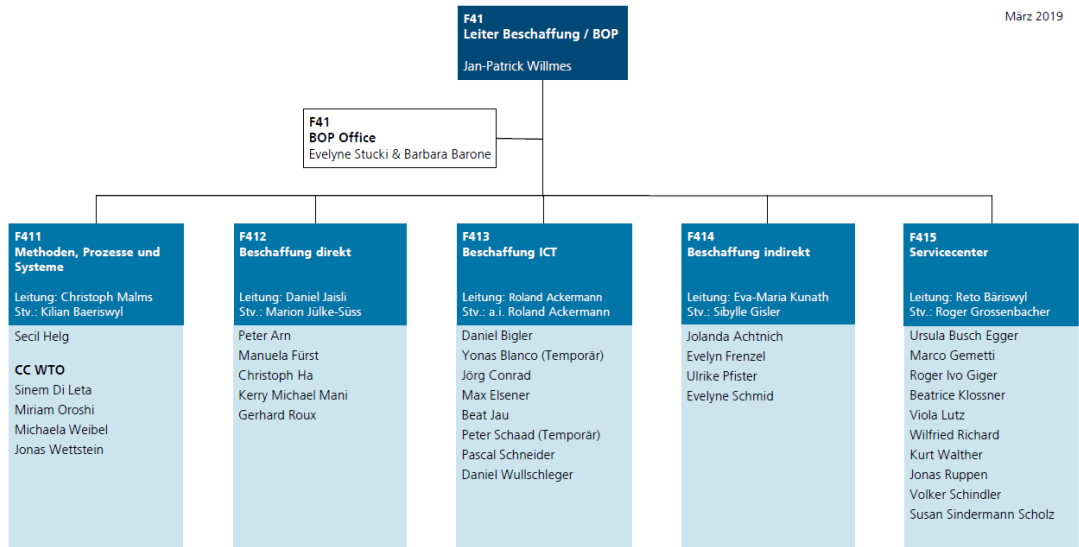 März 2019
F41
Leiter Beschaffung / BOP
Jan-Patrick Willmes
F41
BOP Office
Evelyne Stucki & Barbara Barone
F411
Methoden, Prozesse und
Systeme
Leitung: Christoph Malms
Stv.: Kilian Baeriswyl
Secil Helg
CC WTO
Sinem Di Leta
Miriam Oroshi
Michaela Weibel
Jonas Wettstein
F412
Beschaffung direkt
Leitung: Daniel Jaisli
Stv.: Marion Jülke-Süss
Peter Arn
Manuela Fürst
Christoph Ha
Kerry Michael Mani
Gerhard Roux
F413
Beschaffung ICT
Leitung: Roland Ackermann
Stv.: a.i. Roland Ackermann
Daniel Bigler
Yonas Blanco (Temporär)
Jörg Conrad
Max Elsener
Beat Jau
Peter Schaad (Temporär)
Pascal Schneider
Daniel Wullschleger
F414
Beschaffung indirekt
Leitung: Eva-Maria Kunath
Stv.: Sibylle Gisler
Jolanda Achtnich
Evelyn Frenzel
Ulrike Pfister
Evelyne Schmid
F415
Servicecenter
Leitung: Reto Bäriswyl
Stv.: Roger Grossenbacher
Ursula Busch Egger
Marco Gemetti
Roger Ivo Giger
Beatrice Klossner
Viola Lutz
Wilfried Richard
Kurt Walther
Jonas Ruppen
Volker Schindler
Susan Sindermann Scholz